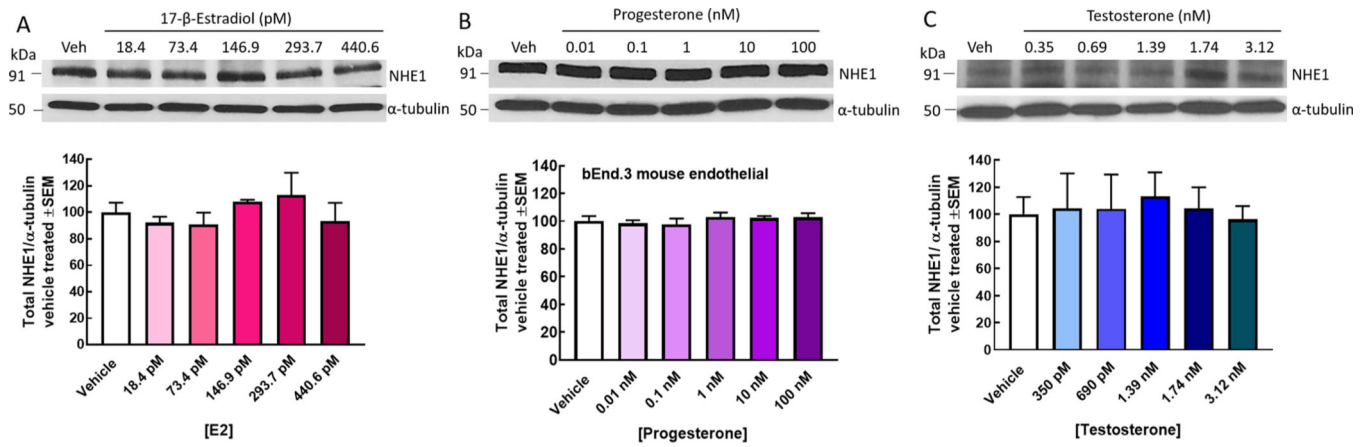 A
17-β-Estradiol (pM)
kDa
Veh 18.4 73.4 146.9 293.7 440.6
91 NHE1
50 α-tubulin
Total NHE1/α-tubulin
vehicle treated ±SEM
140
120
100
80
60
40
20
0
Vehicle 18.4 pM 73.4 pM 146.9 pM 293.7 pM 440.6 pM
[E2]
B
Progesterone (nM)
kDa
Veh 0.01 0.1 1 10 100
91 NHE1
50 α-tubulin
bEnd.3 mouse endothelial
Total NHE1/α-tubulin
vehicle treated ±SEM
140
120
100
80
60
40
20
0
Vehicle 0.01 nM 0.1 nM 1 nM 10 nM 100 nM
[Progesterone]
C
Testosterone (nM)
kDa
Veh 0.35 0.69 1.39 1.74 3.12
91 NHE1
50 α-tubulin
Total NHE1/ α-tubulin
vehicle treated ±SEM
140
120
100
80
60
40
20
0
Vehicle 350 pM 690 pM 1.39 nM 1.74 nM 3.12 nM
[Testosterone]